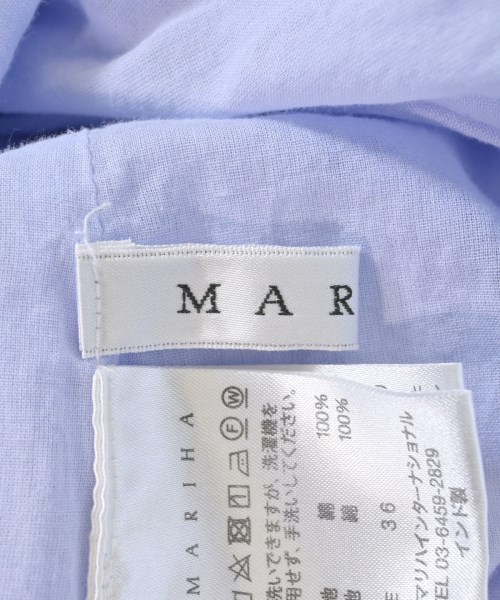 MAR
MARIHA
洗いできますが、洗濯機を
用せず、手洗いしてください。
綿 100%
綿 100%
36
マリハインターナショナル
TEL 03-6459-2829
インド製